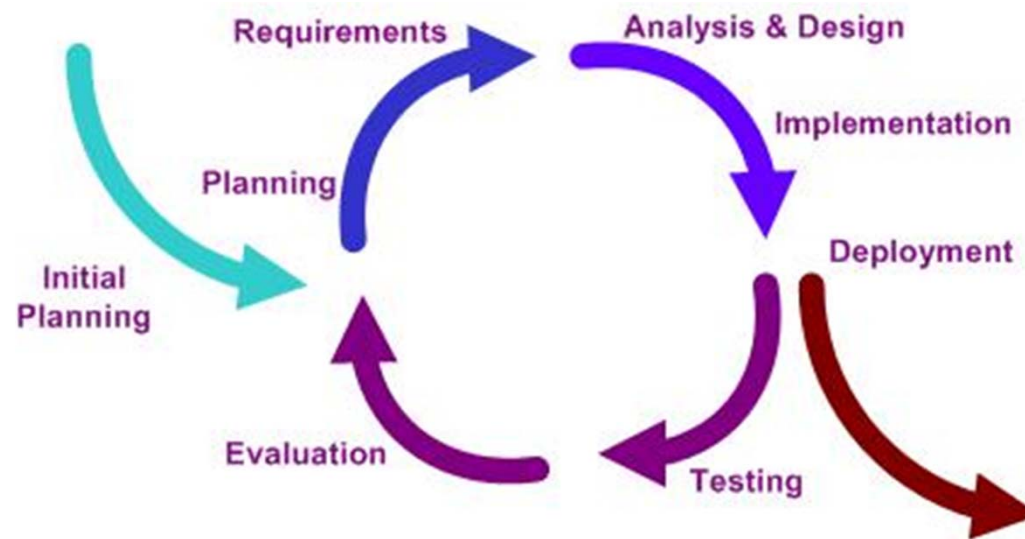 Requirements
Analysis & Design
Implementation
Planning
Deployment
Initial
Planning
Evaluation
Testing